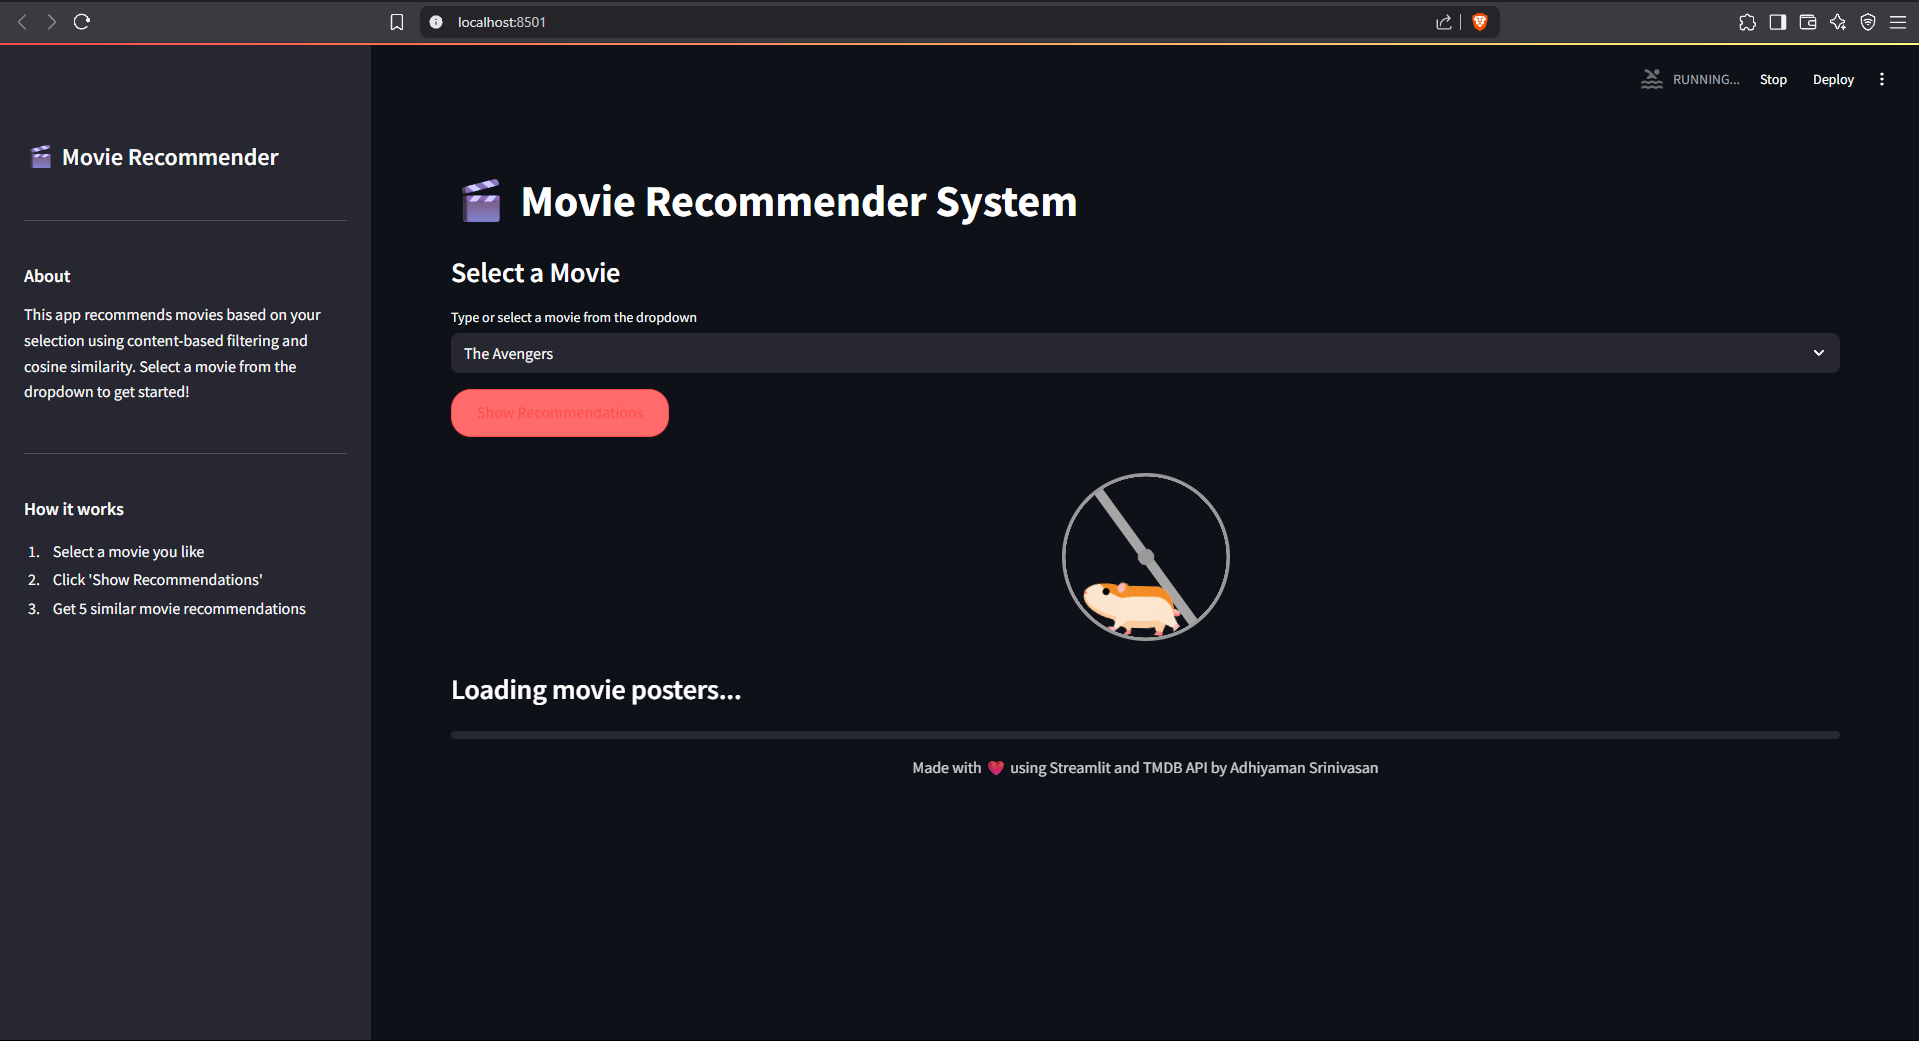 localhost:8501
RUNNING...
Stop
Deploy
Movie Recommender
About
This app recommends movies based on your
selection using content-based filtering and
cosine similarity. Select a movie from the
dropdown to get started!
How it works
1. Select a movie you like
2. Click 'Show Recommendations'
3. Get 5 similar movie recommendations
Movie Recommender System
Select a Movie
Type or select a movie from the dropdown
The Avengers
Show Recommendations
Loading movie posters...
Made with ❤️ using Streamlit and TMDB API by Adhiyaman Srinivasan